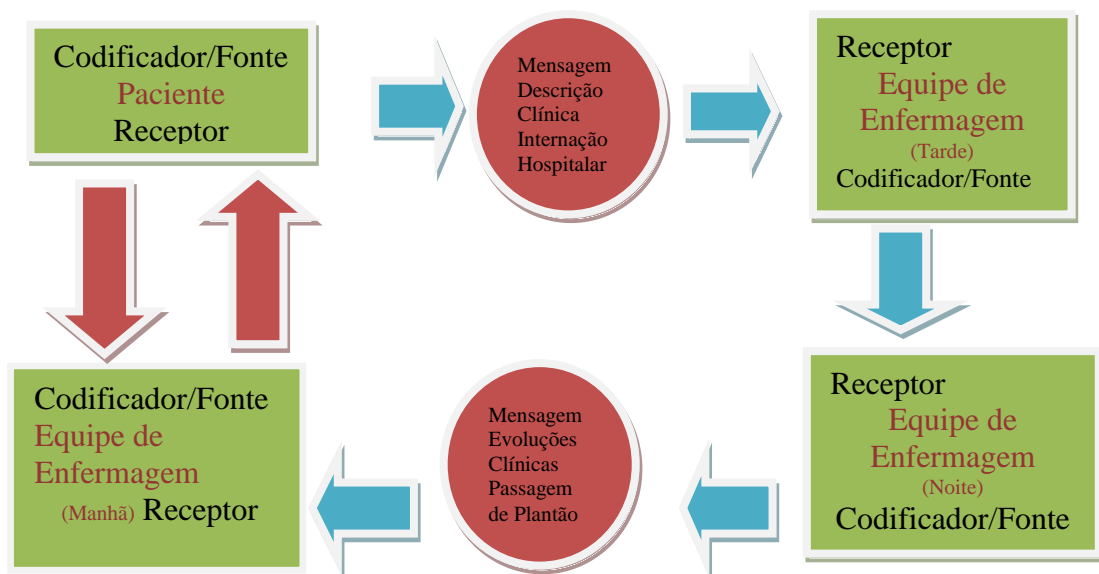 Codificador/Fonte
Paciente
Receptor
Mensagem
Descrição
Clínica
Internação
Hospitalar
Receptor
Equipe de
Enfermagem
(Tarde)
Codificador/Fonte
Codificador/Fonte
Equipe de
Enfermagem
(Manhã) Receptor
Mensagem
Evoluções
Clínicas
Passagem
de Plantão
Receptor
Equipe de
Enfermagem
(Noite)
Codificador/Fonte